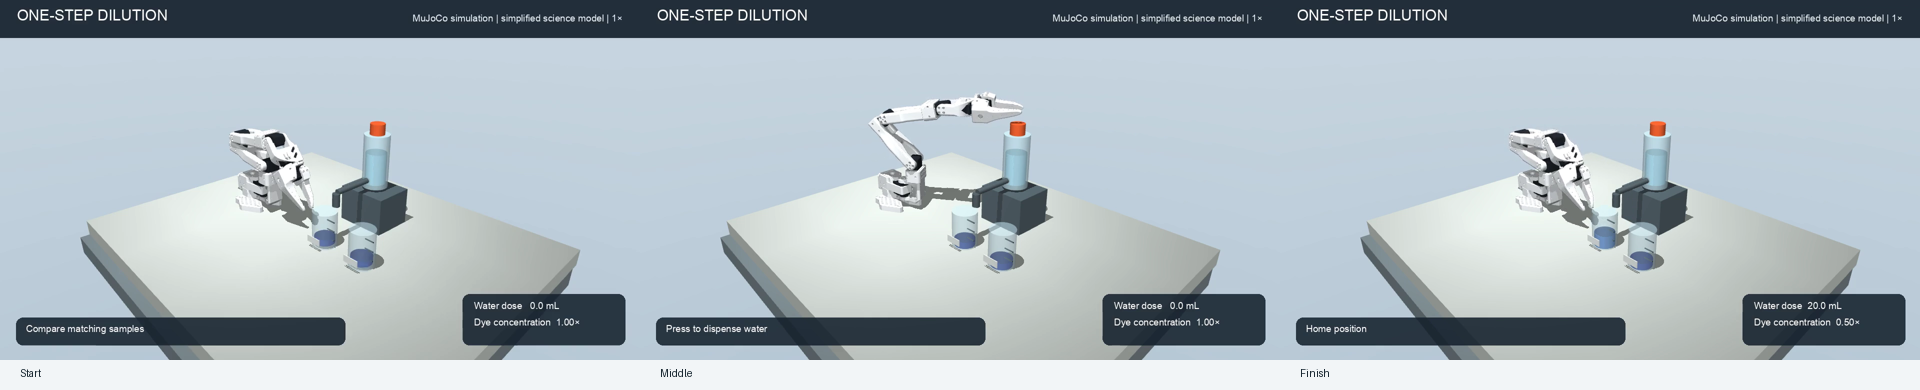 ONE-STEP DILUTION
MuJoCo simulation | simplified science model | 1×
Water dose 0.0 mL
Dye concentration 1.00×
Compare matching samples
Start
ONE-STEP DILUTION
MuJoCo simulation | simplified science model | 1×
Water dose 0.0 mL
Dye concentration 1.00×
Press to dispense water
Middle
ONE-STEP DILUTION
MuJoCo simulation | simplified science model | 1×
Water dose 20.0 mL
Dye concentration 0.50×
Home position
Finish